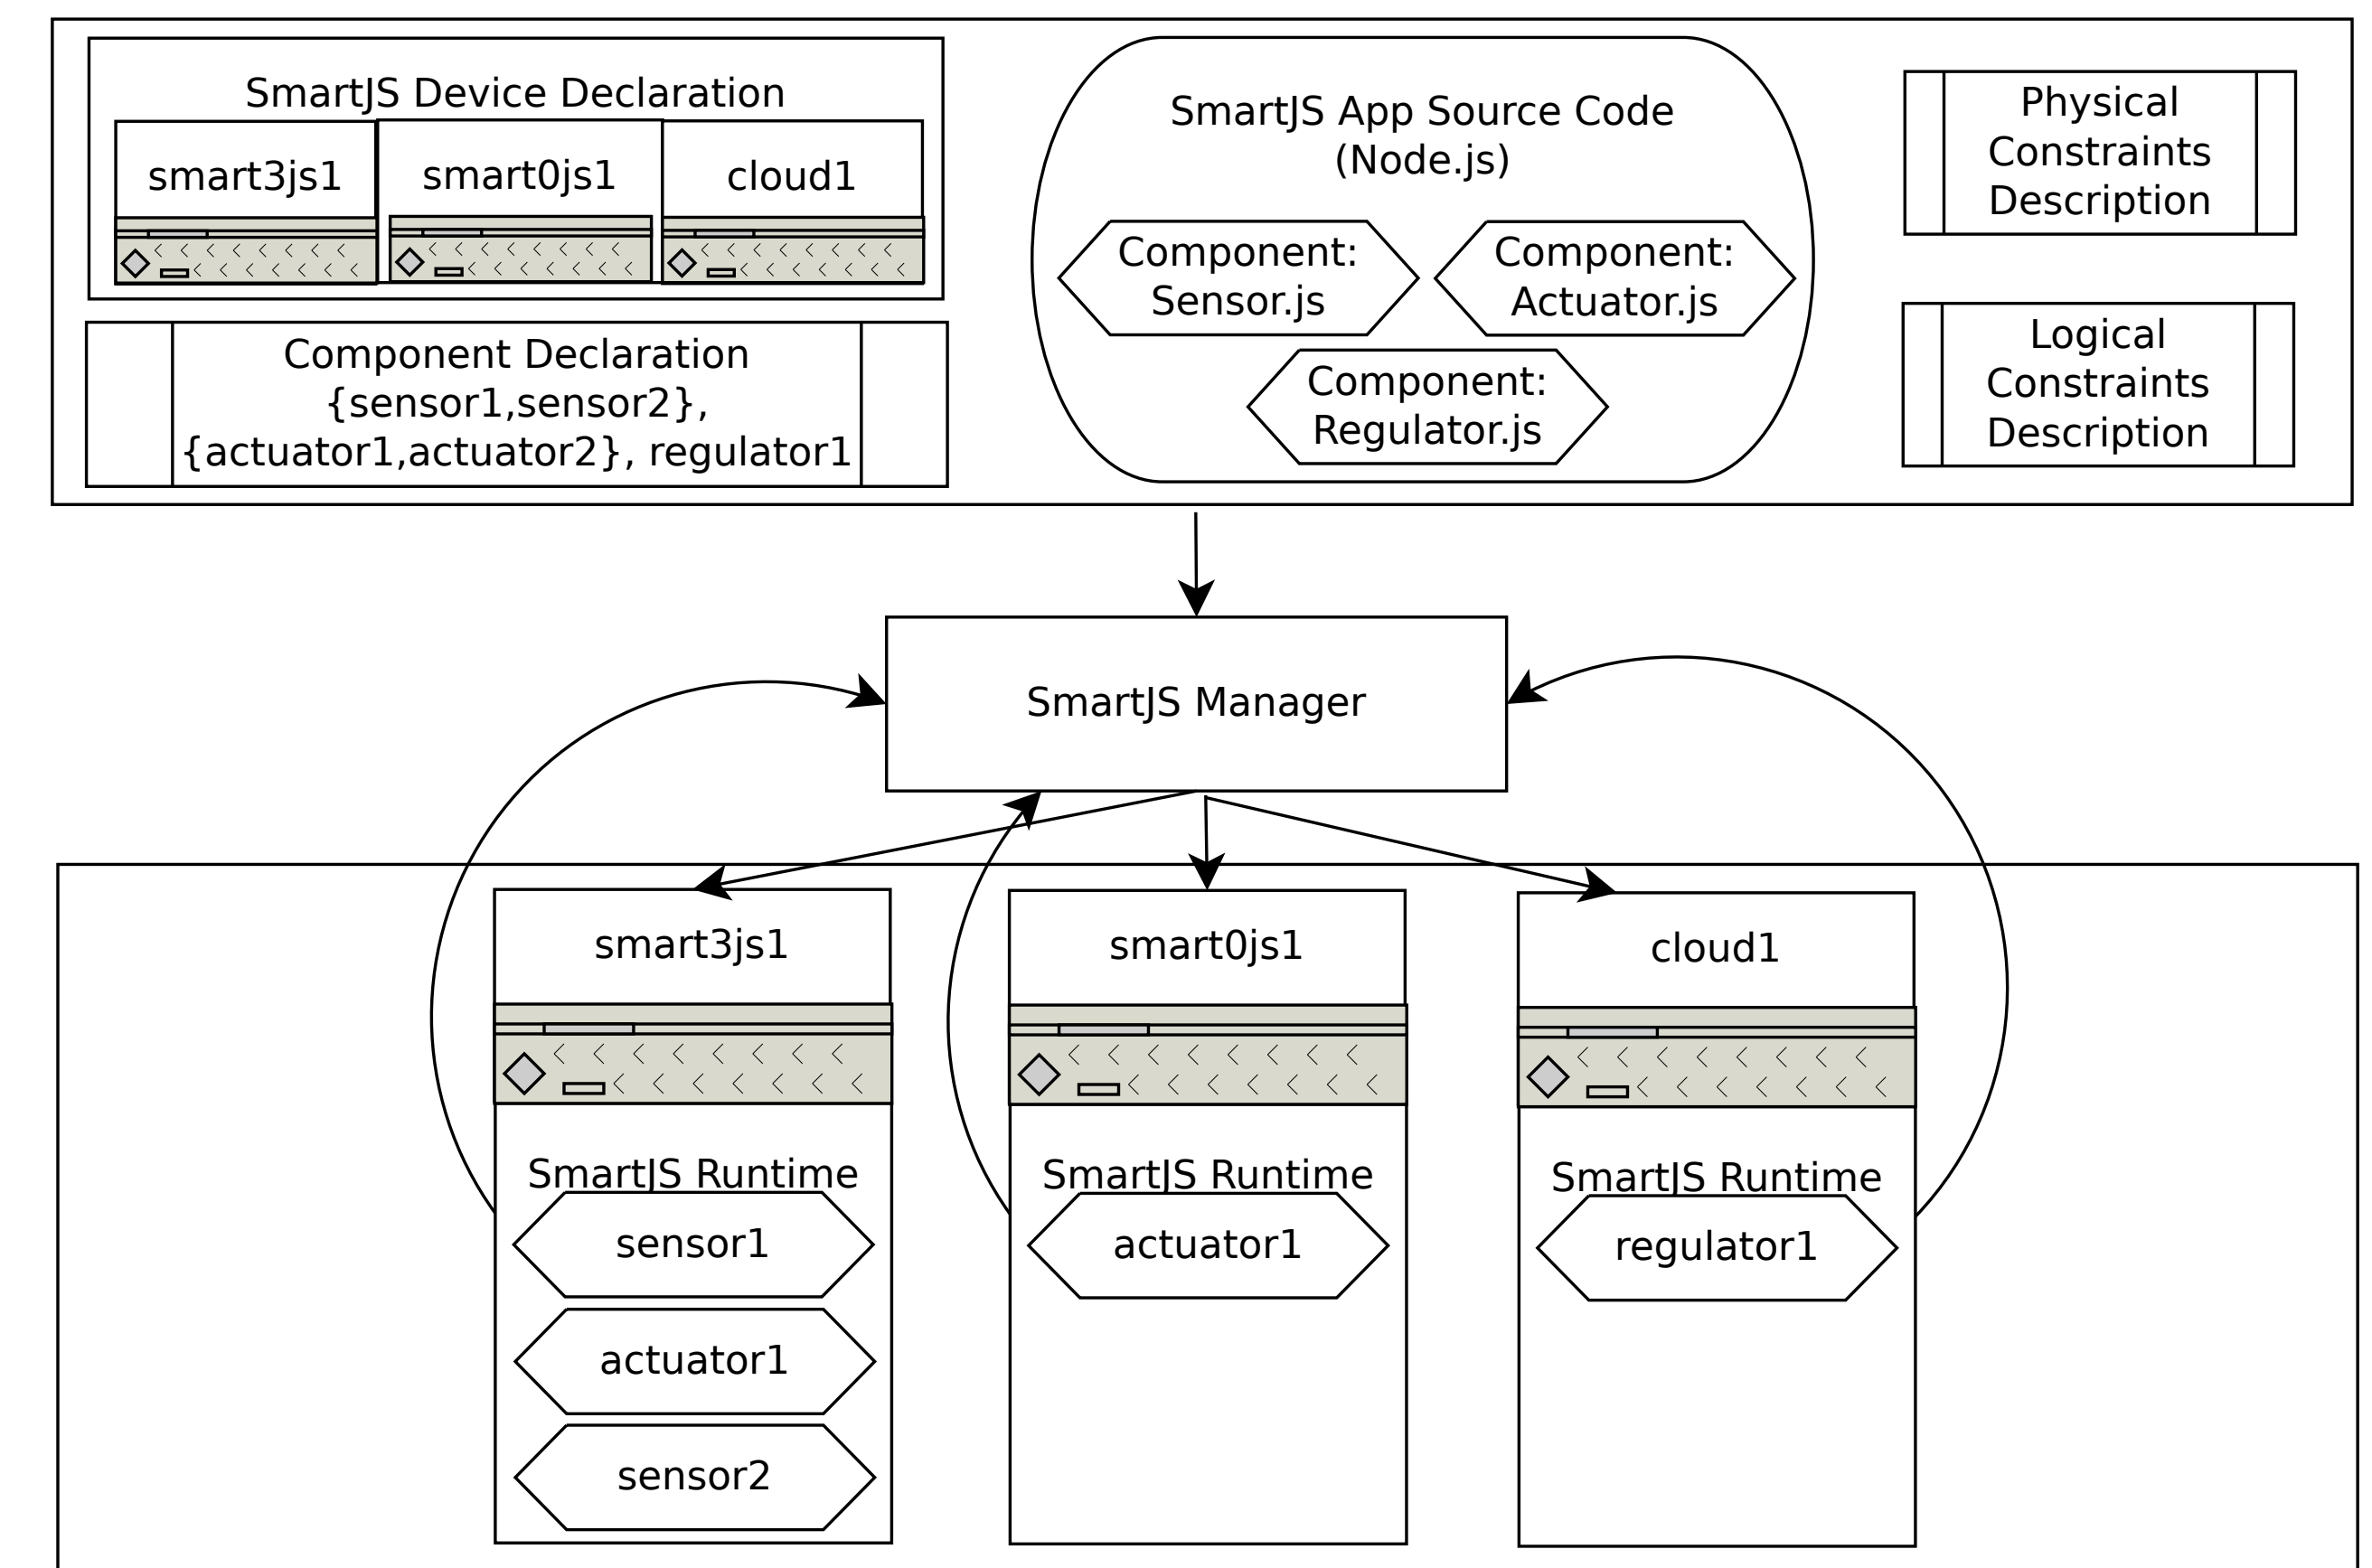 SmartJS Device Declaration
smart3js1
smart0js1
cloud1
Component Declaration
{sensor1,sensor2},
{actuator1,actuator2}, regulator1
SmartJS App Source Code
(Node.js)
Component:
Sensor.js
Component:
Actuator.js
Component:
Regulator.js
Physical
Constraints
Description
Logical
Constraints
Description
SmartJS Manager
smart3js1
SmartJS Runtime
sensor1
actuator1
sensor2
smart0js1
SmartJS Runtime
actuator1
cloud1
SmartJS Runtime
regulator1